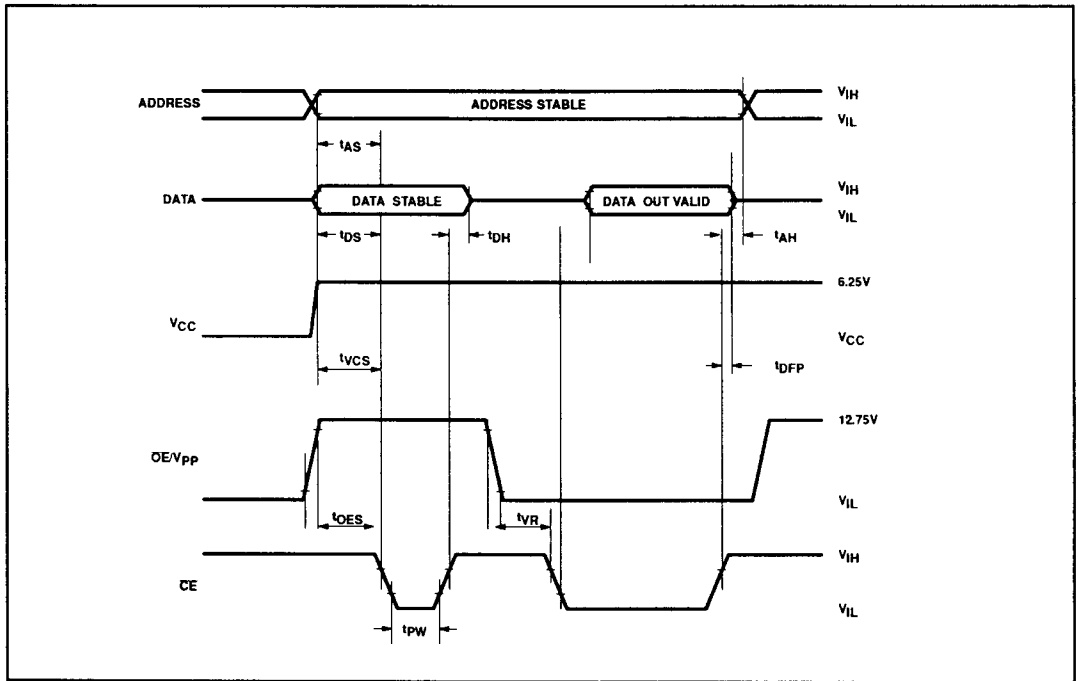 ADDRESS
ADDRESS STABLE
VIH
VIL
tAS
DATA
DATA STABLE
DATA OUT VALID
VIH
VIL
tDS
tDH
tAH
6.25V
VCC
VCC
tVCS
tDFP
12.75V
OE/VPP
VIL
tOES
tVR
VIH
CE
VIL
tPW